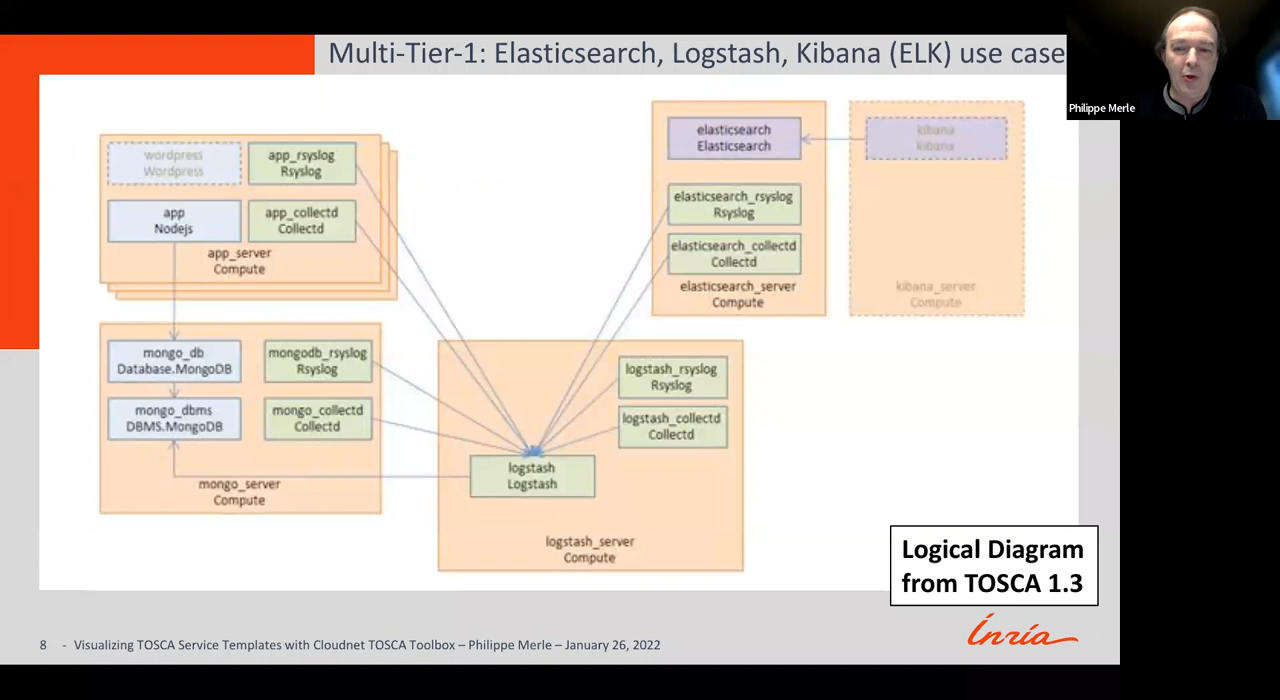 Multi-Tier-1: Elasticsearch, Logstash, Kibana (ELK) use case
Philippe Merle
wordpress
Wordpress
app_rsyslog
Rsyslog
app
Nodejs
app_collectd
Collectd
app_server
Compute
mongo_db
Database.MongoDB
mongodb_rsyslog
Rsyslog
mongo_dbms
DBMS.MongoDB
mongo_collectd
Collectd
mongo_server
Compute
elasticsearch
Elasticsearch
elasticsearch_rsyslog
Rsyslog
elasticsearch_collectd
Collectd
elasticsearch_server
Compute
kibana
kibana
kibana_server
Compute
logstash_rsyslog
Rsyslog
logstash_collectd
Collectd
logstash
Logstash
logstash_server
Compute
Logical Diagram
from TOSCA 1.3
Inria
8 - Visualizing TOSCA Service Templates with Cloudnet TOSCA Toolbox – Philippe Merle – January 26, 2022